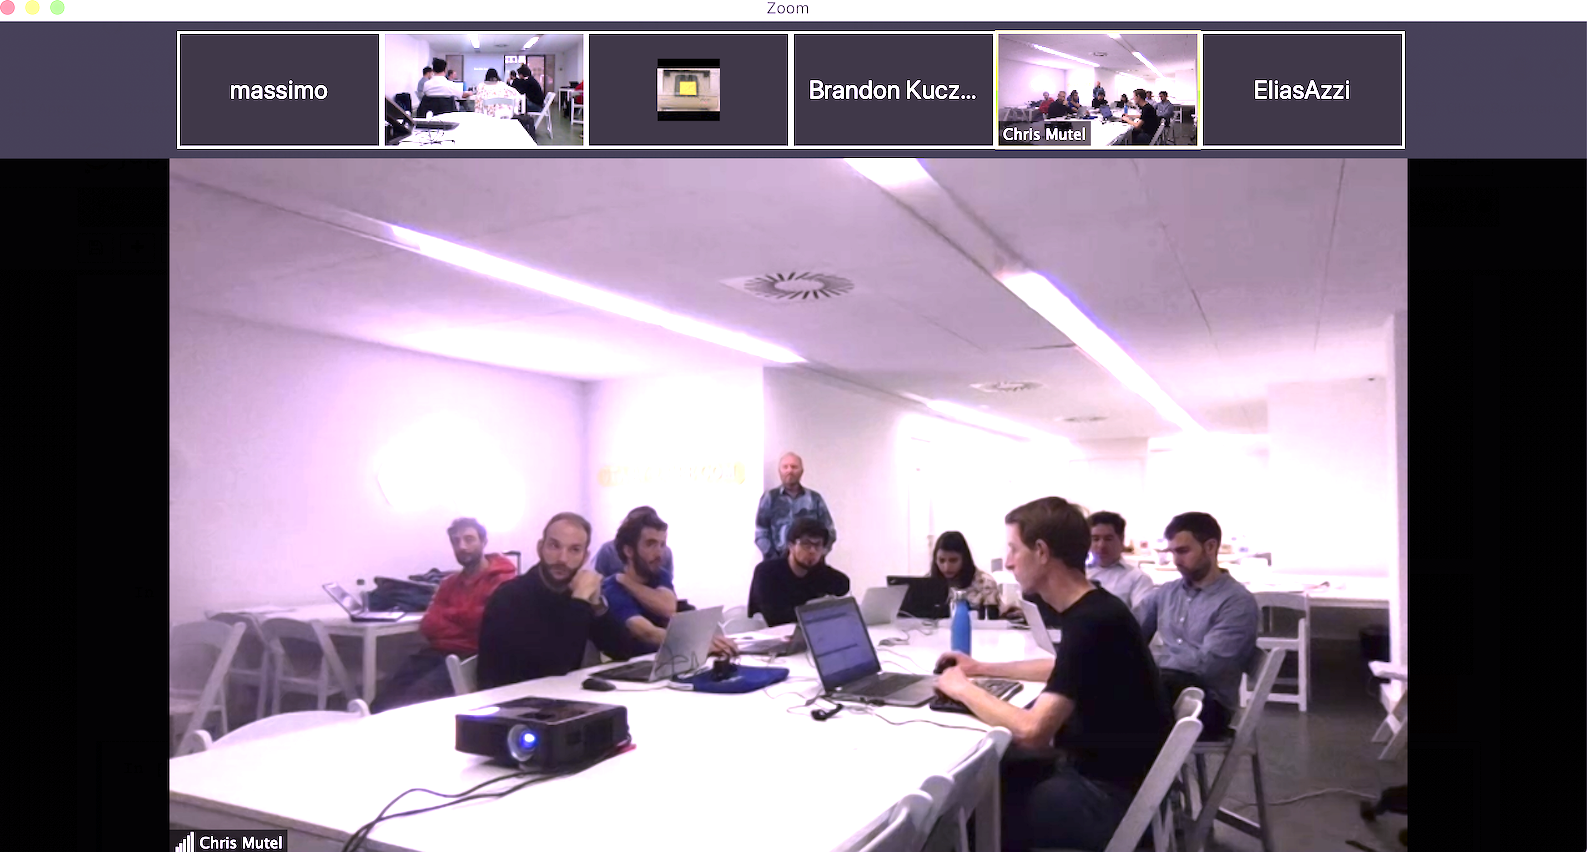 Zoom
massimo
Brandon Kucz...
Chris Mutel
EliasAzzi
Chris Mutel